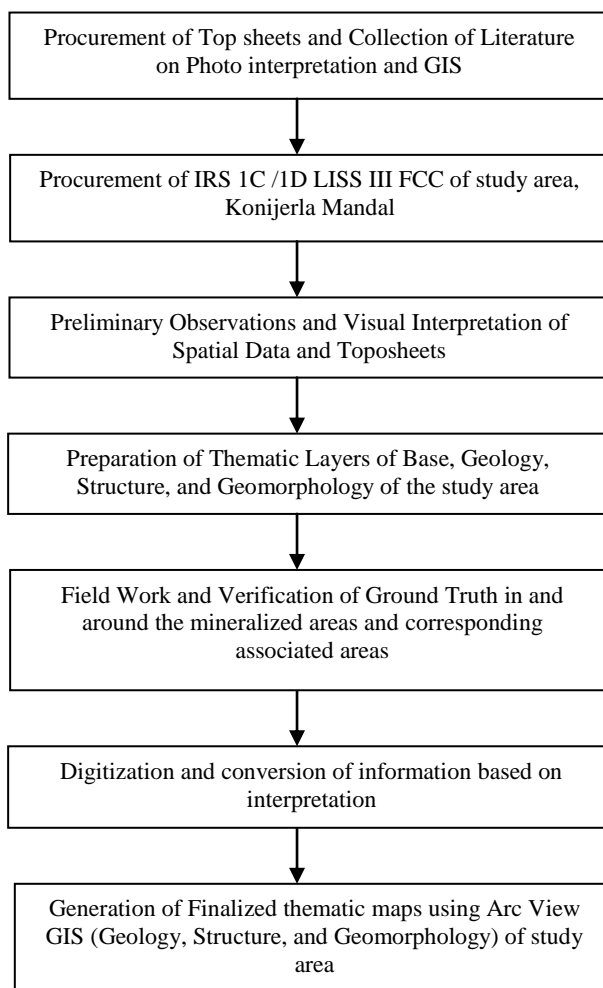 Procurement of Top sheets and Collection of Literature
on Photo interpretation and GIS
Procurement of IRS 1C /1D LISS III FCC of study area,
Konijerla Mandal
Preliminary Observations and Visual Interpretation of
Spatial Data and Toposheets
Preparation of Thematic Layers of Base, Geology,
Structure, and Geomorphology of the study area
Field Work and Verification of Ground Truth in and
around the mineralized areas and corresponding
associated areas
Digitization and conversion of information based on
interpretation
Generation of Finalized thematic maps using Arc View
GIS (Geology, Structure, and Geomorphology) of study
area